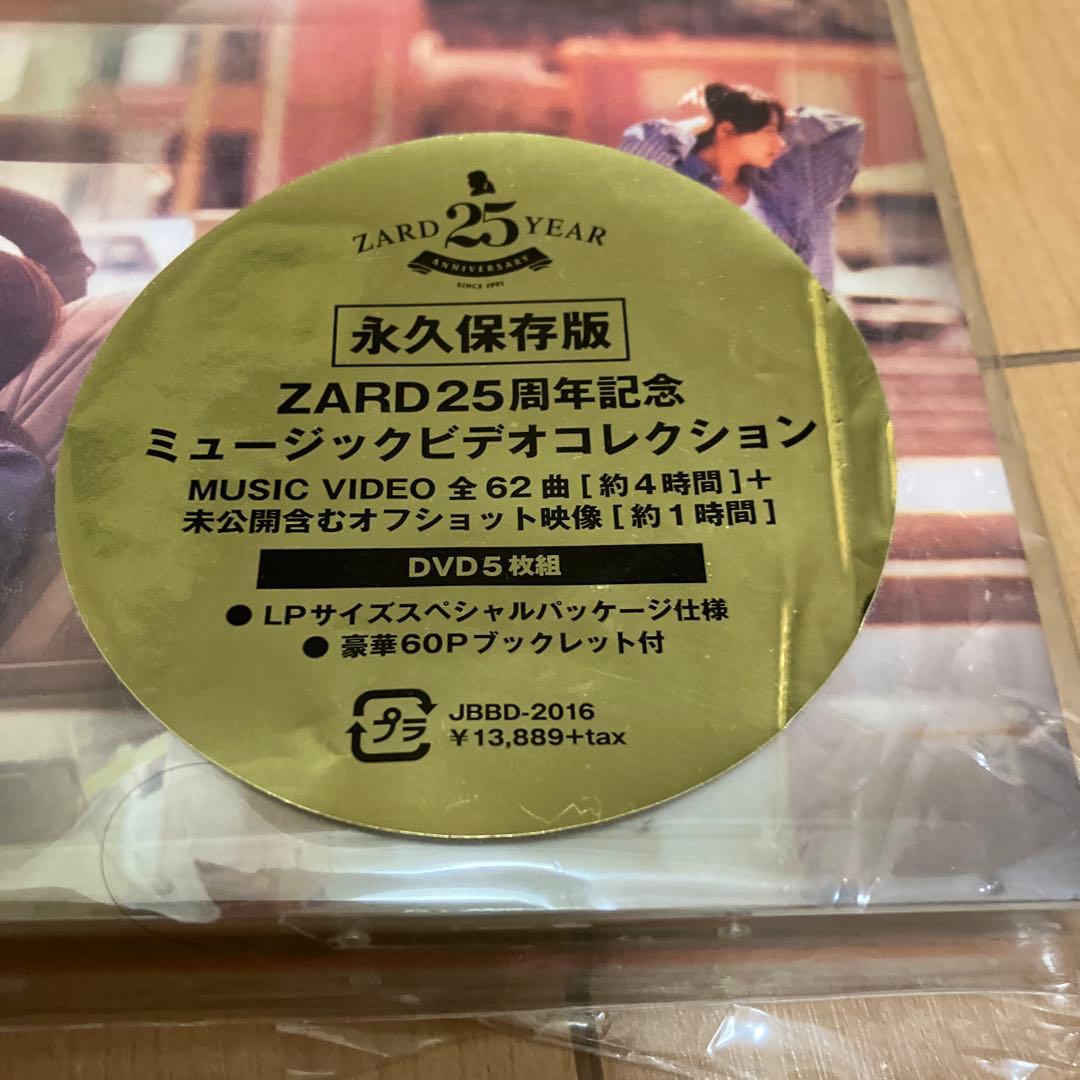 ZARD 25 YEAR
ANNIVERSARY
SINCE 1991
永久保存版
ZARD25周年記念
ミュージックビデオコレクション
MUSIC VIDEO 全62曲[約4時間]+
未公開含むオフショット映像[約1時間]
DVD5枚組
●LPサイズスペシャルパッケージ仕様
●豪華60Pブックレット付
プラ
JBBD-2016
¥13,889+tax